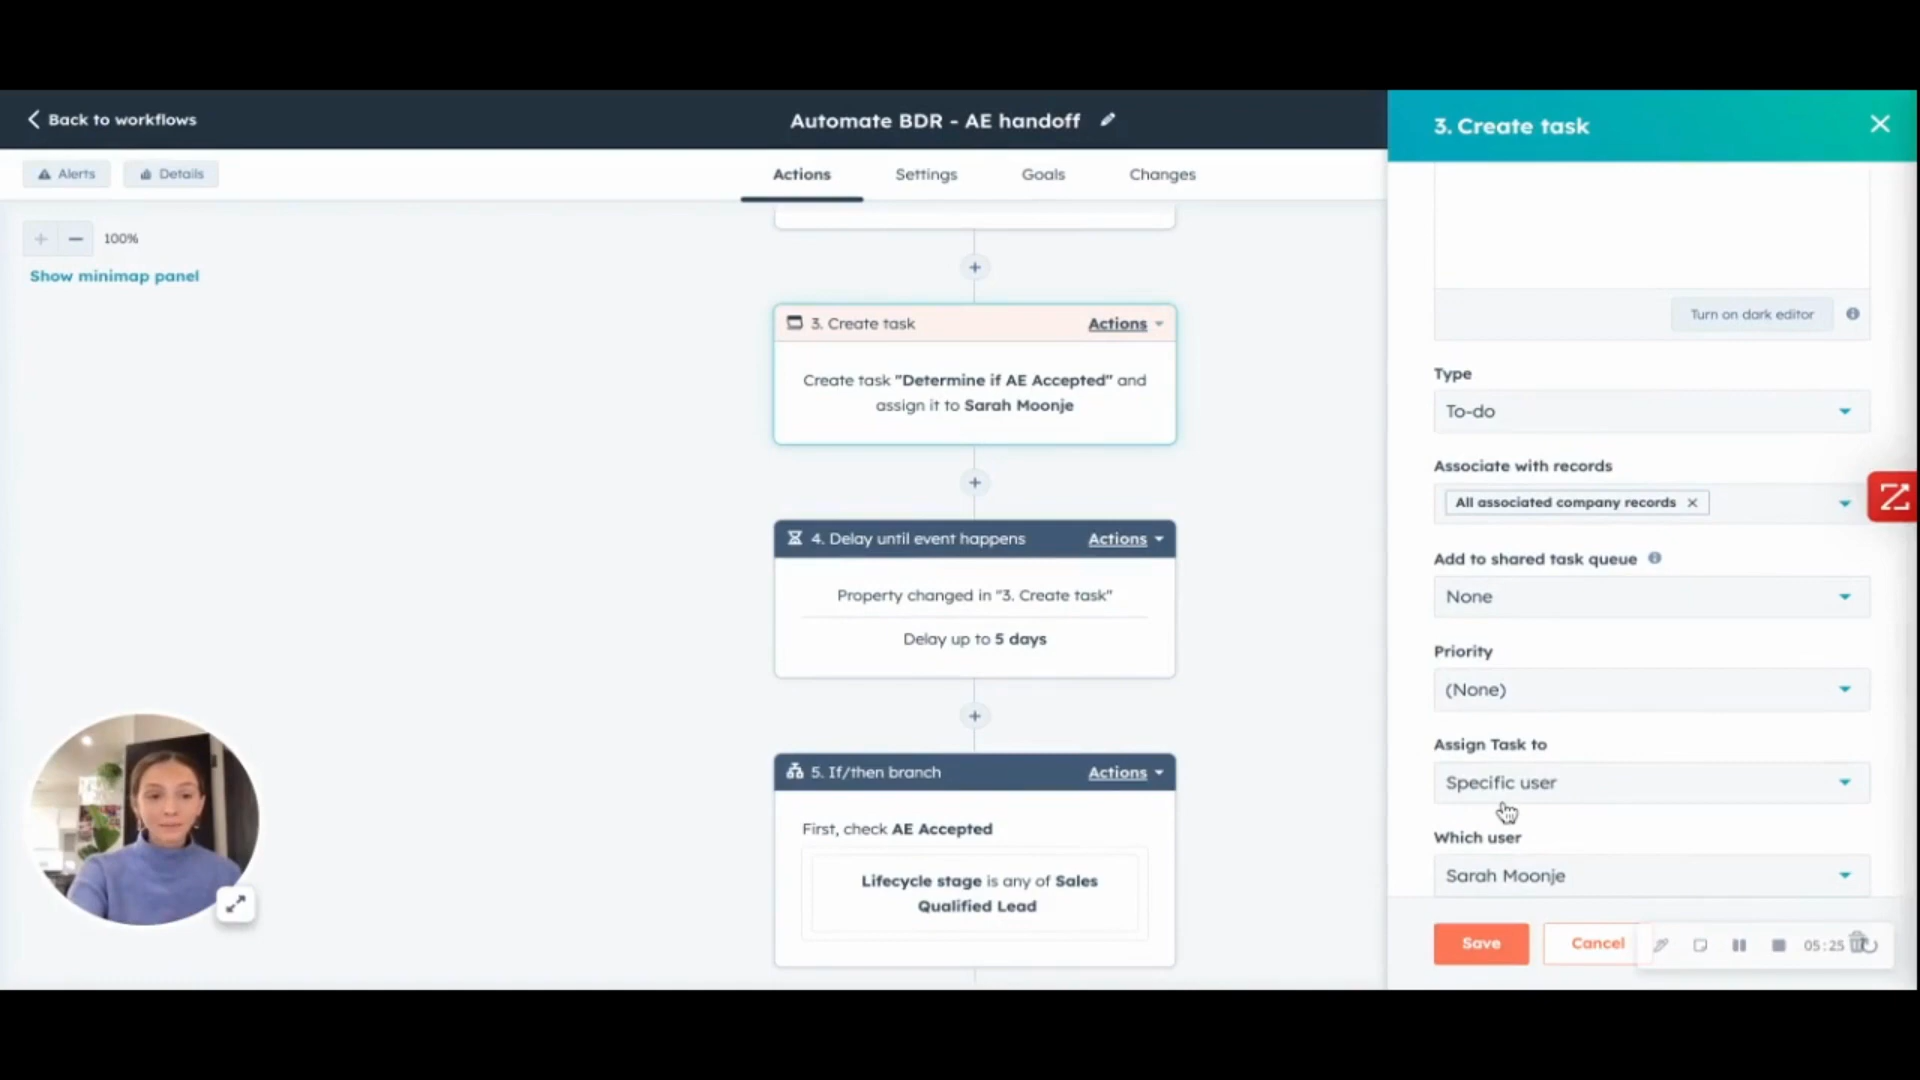 Back to workflows
Automate BDR - AE handoff
3. Create task
Alerts
Details
Actions
Settings
Goals
Changes
100%
Show minimap panel
3. Create task
Actions
Create task "Determine if AE Accepted" and
assign it to Sarah Moonje
4. Delay until event happens
Actions
Property changed in "3. Create task"
Delay up to 5 days
5. If/then branch
Actions
First, check AE Accepted
Lifecycle stage is any of Sales
Qualified Lead
Turn on dark editor
Type
To-do
Associate with records
All associated company records
Add to shared task queue
None
Priority
(None)
Assign Task to
Specific user
Which user
Sarah Moonje
Save
Cancel
05:25